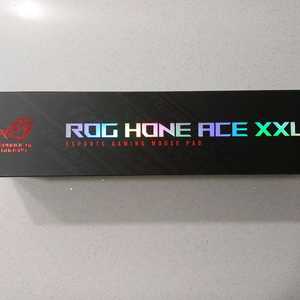 ROG HONE ACE XXL
ESPORTS GAMING MOUSE PAD